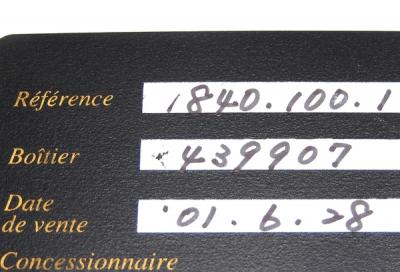 Référence 1840.100.1
Boîtier 439907
Date
de vente '01.6.28
Concessionnaire